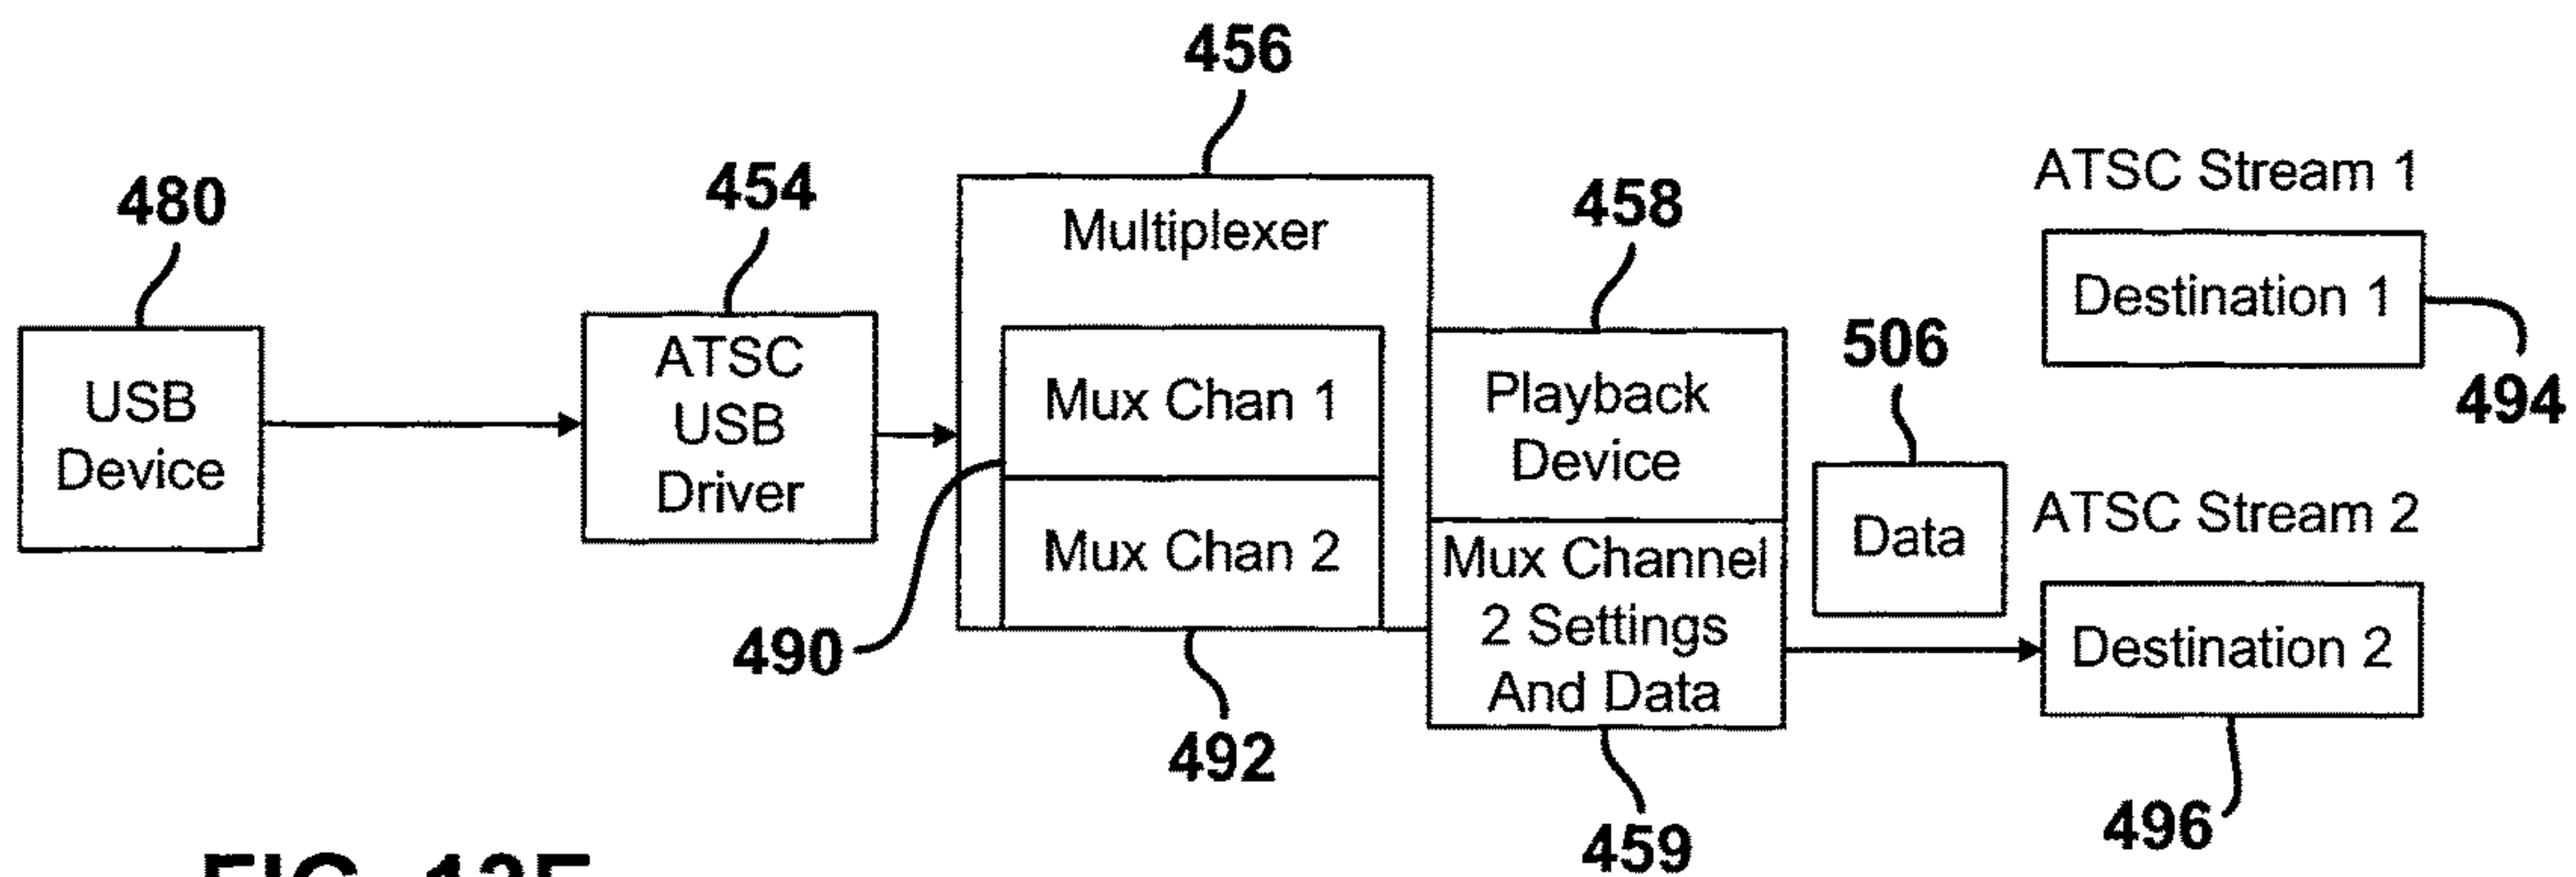 456
ATSC Stream 1
480
454
458
Multiplexer
Destination 1
506
494
USB
Device
ATSC
USB
Driver
Mux Chan 1
Mux Chan 2
Playback
Device
Data
ATSC Stream 2
Mux Channel
2 Settings
And Data
Destination 2
490
492
459
496